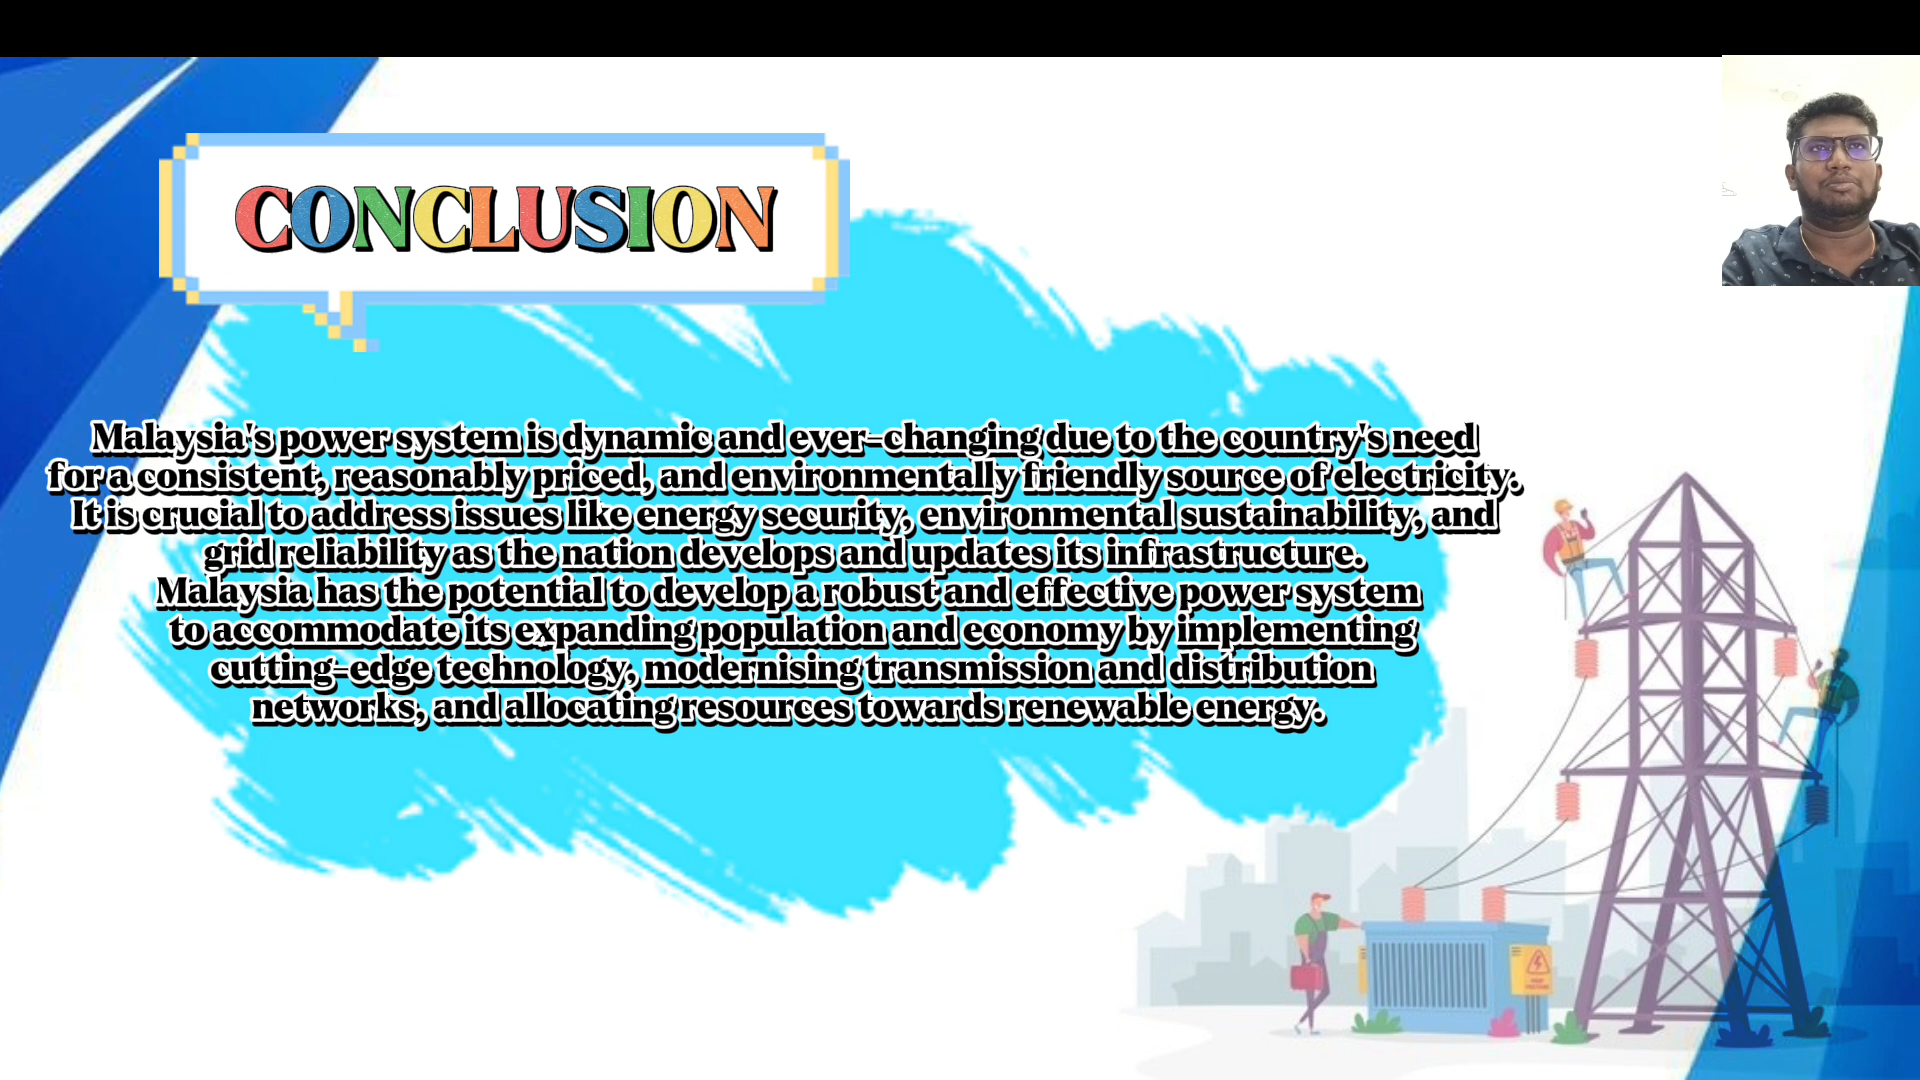 CONCLUSION
Malaysia's power system is dynamic and ever-changing due to the country's need
for a consistent, reasonably priced, and environmentally friendly source of electricity.
It is crucial to address issues like energy security, environmental sustainability, and
grid reliability as the nation develops and updates its infrastructure.
Malaysia has the potential to develop a robust and effective power system
to accommodate its expanding population and economy by implementing
cutting-edge technology, modernising transmission and distribution
networks, and allocating resources towards renewable energy.